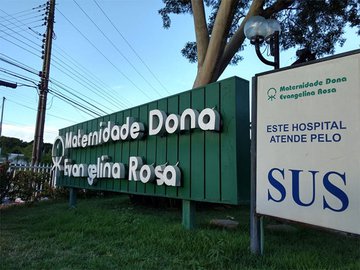 Maternidade Dona
Evangelina Rosa
Maternidade Dona
Evangelina Rosa
ESTE HOSPITAL
ATENDE PELO
SUS